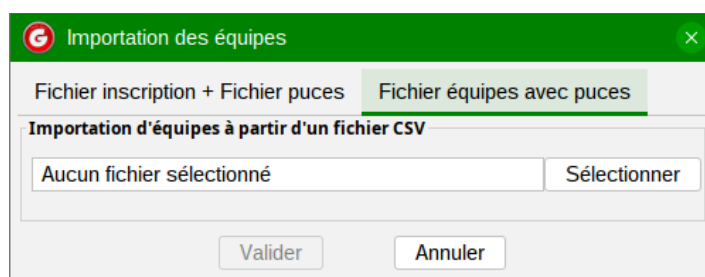 Importation des équipes
Fichier inscription + Fichier puces
Fichier équipes avec puces
Importation d'équipes à partir d'un fichier CSV
Aucun fichier sélectionné
Sélectionner
Valider
Annuler